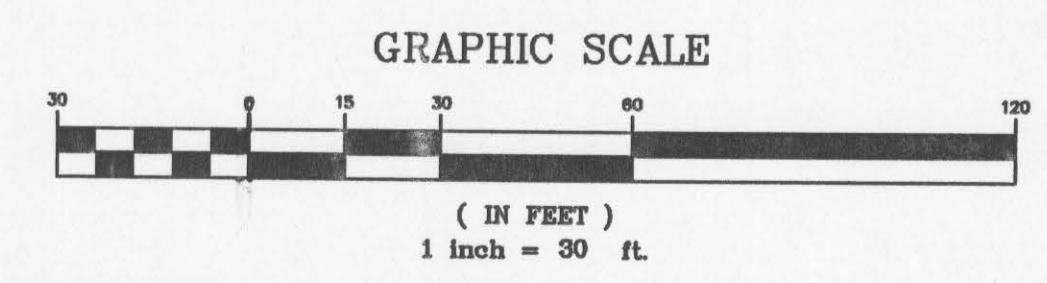 GRAPHIC SCALE
30 0 15 30 60 120
( IN FEET )
1 inch = 30 ft.